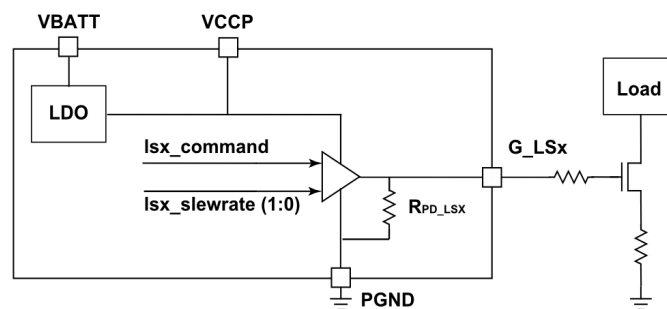 VBATT
VCCP
LDO
Load
lsx_command
G_LSx
lsx_slewrate (1:0)
RPD_LSX
PGND